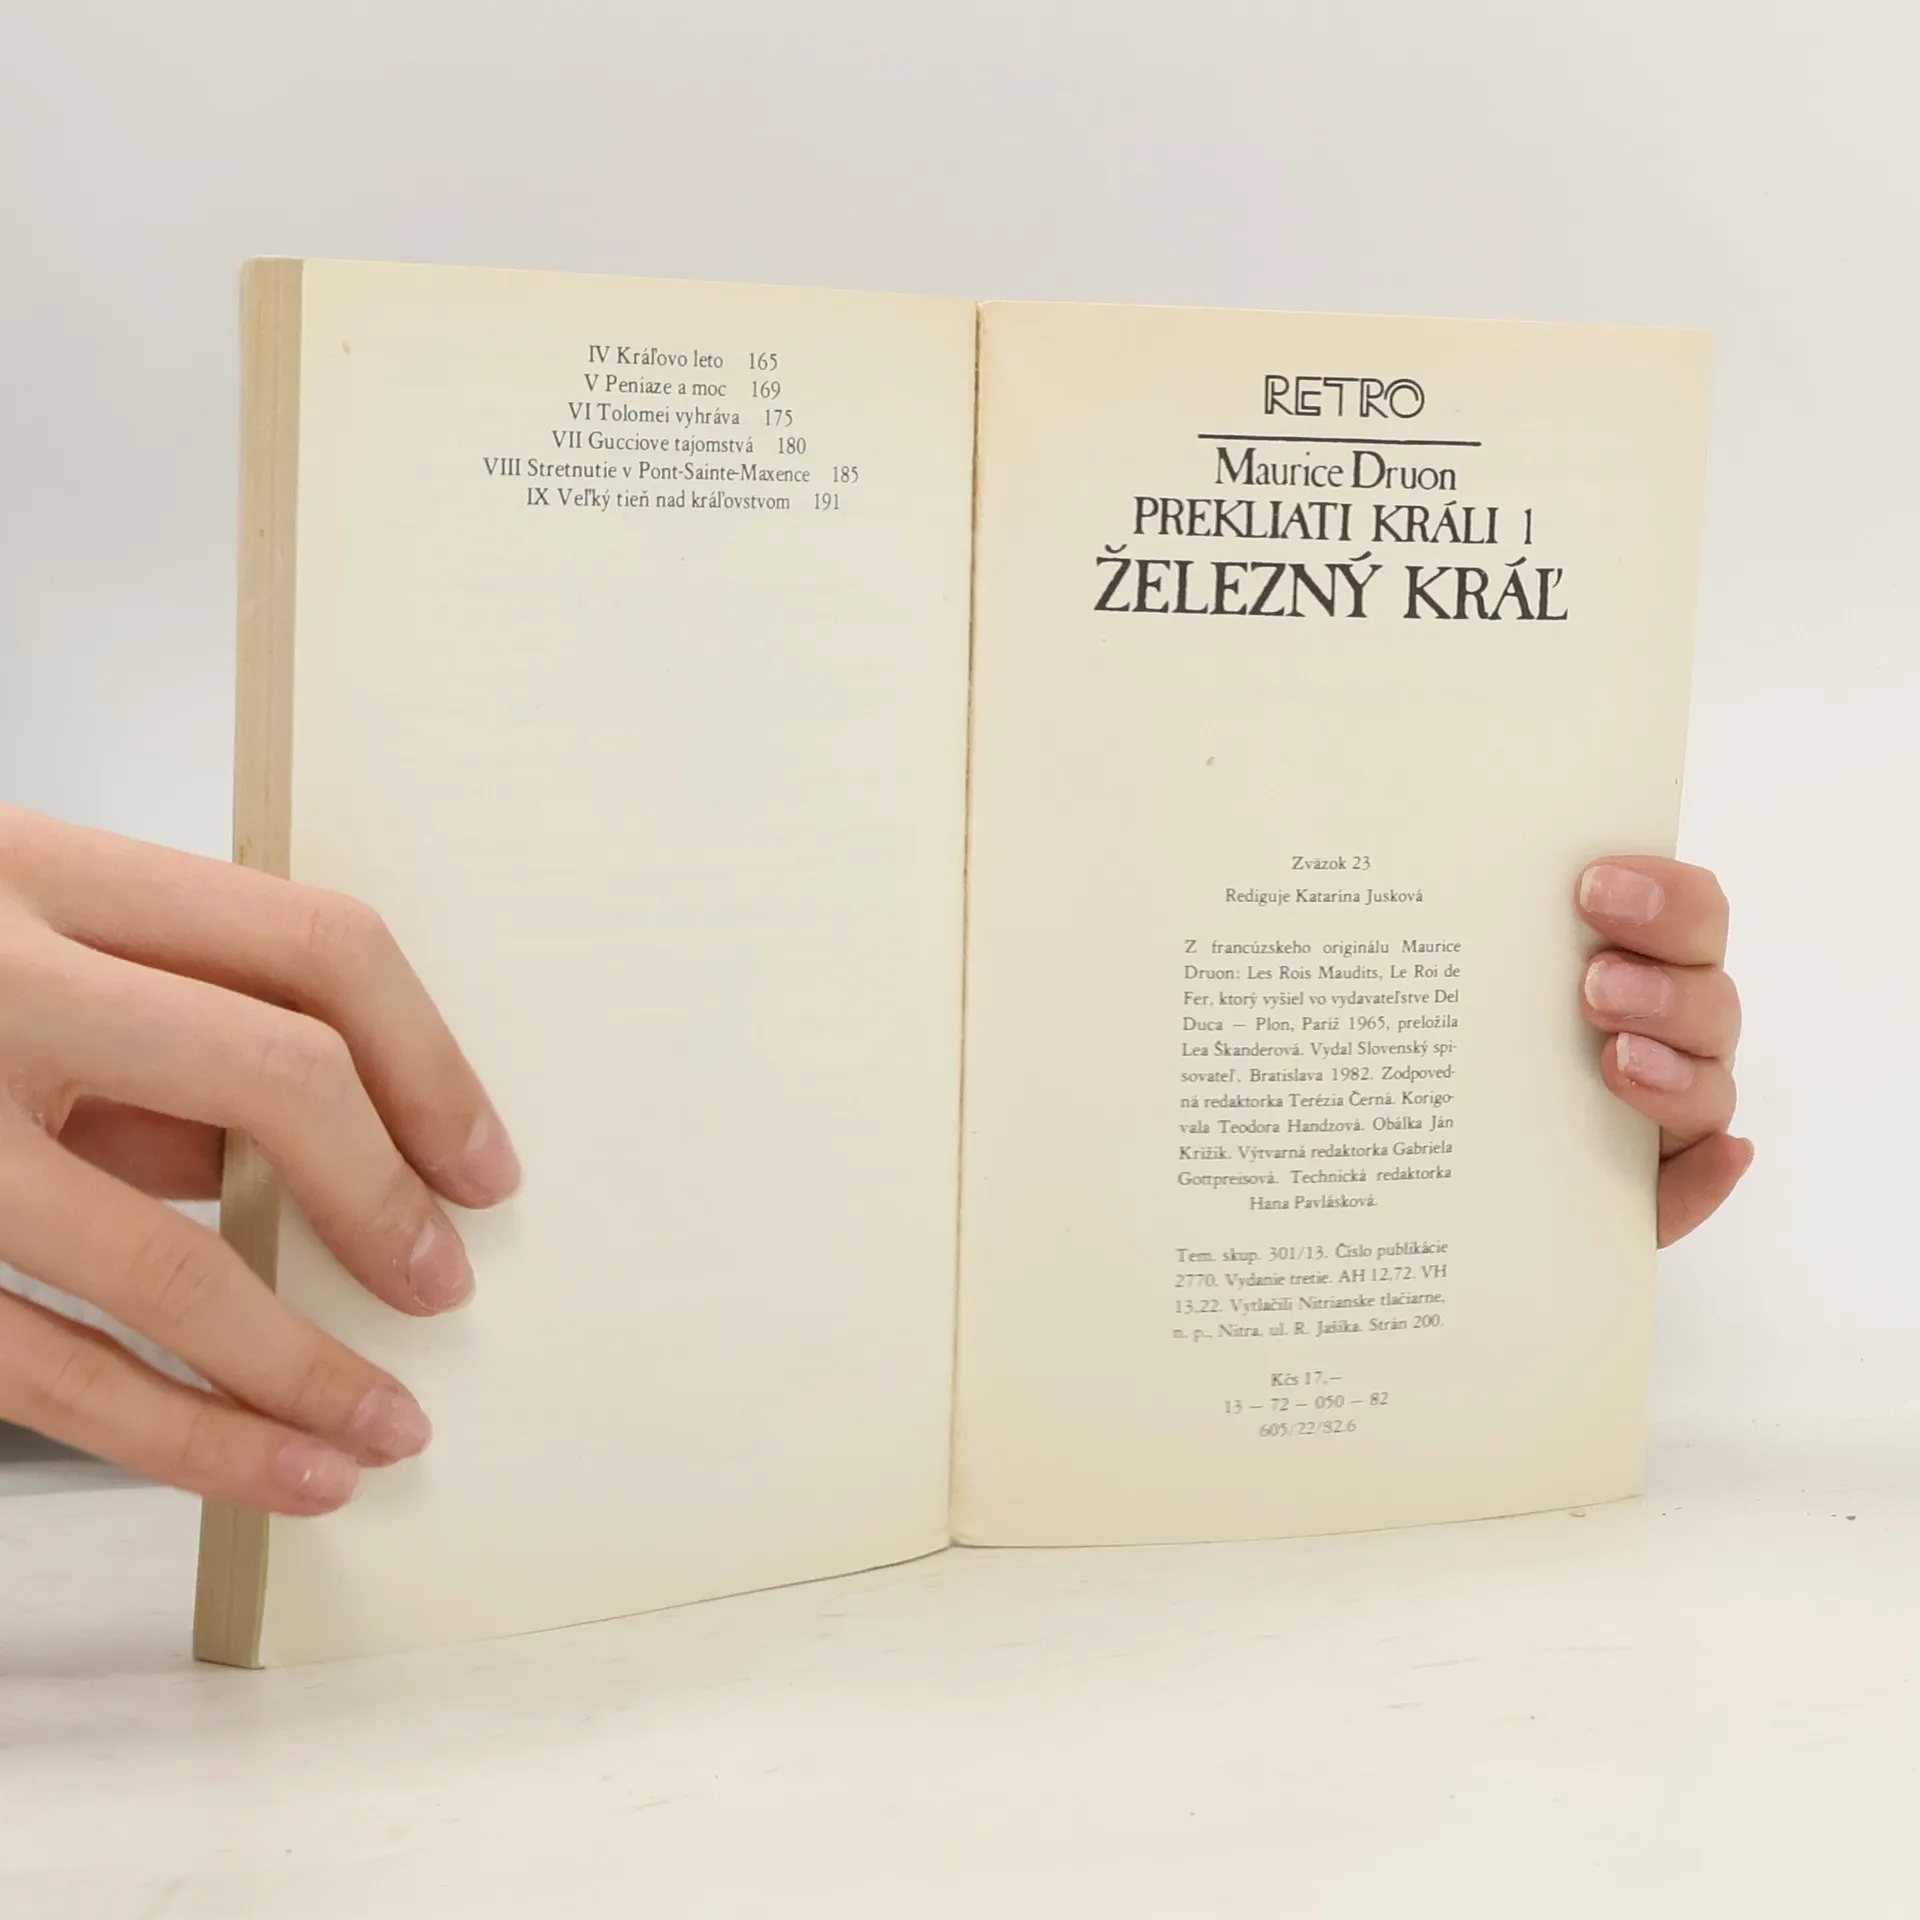 IV Kráľovo leto 165
V Peniaze a moc 169
VI Tolomei vyhráva 175
VII Gucciove tajomstvá 180
VIII Stretnutie v Pont-Sainte-Maxence 185
IX Veľký tieň nad kráľovstvom 191
RETRO
Maurice Druon
PREKLIATI KRÁLI 1
ŽELEZNÝ KRÁĽ
Zväzok 23
Rediguje Katarína Jusková
Z francúzskeho originálu Maurice
Druon: Les Rois Maudits, Le Roi de
Fer, ktorý vyšiel vo vydavateľstve Del
Duca — Plon, Paríž 1965, preložila
Lea Škanderová. Vydal Slovenský spi-
sovateľ, Bratislava 1982. Zodpoved-
ná redaktorka Terézia Černá. Korigo-
vala Teodora Handzová. Obálka Ján
Križik. Výtvarná redaktorka Gabriela
Gottpreisová. Technická redaktorka
Hana Pavlásková.
Tem. skup. 301/13. Číslo publikácie
2770. Vydanie tretie. AH 12,72. VH
13,22. Vytlačili Nitrianske tlačiarne,
n. p., Nitra, ul. R. Jašíka. Strán 200.
Kčs 17,—
13 — 72 — 050 — 82
605/22/82.6